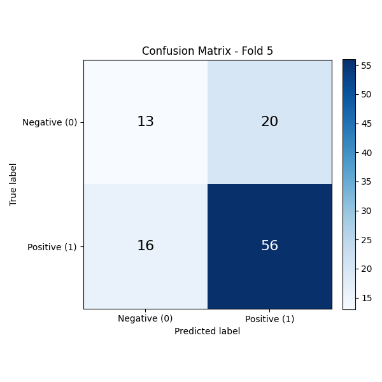 Confusion Matrix - Fold 5
True label
Negative (0)
13
20
Positive (1)
16
56
Negative (0)
Positive (1)
Predicted label
55
50
45
40
35
30
25
20
15